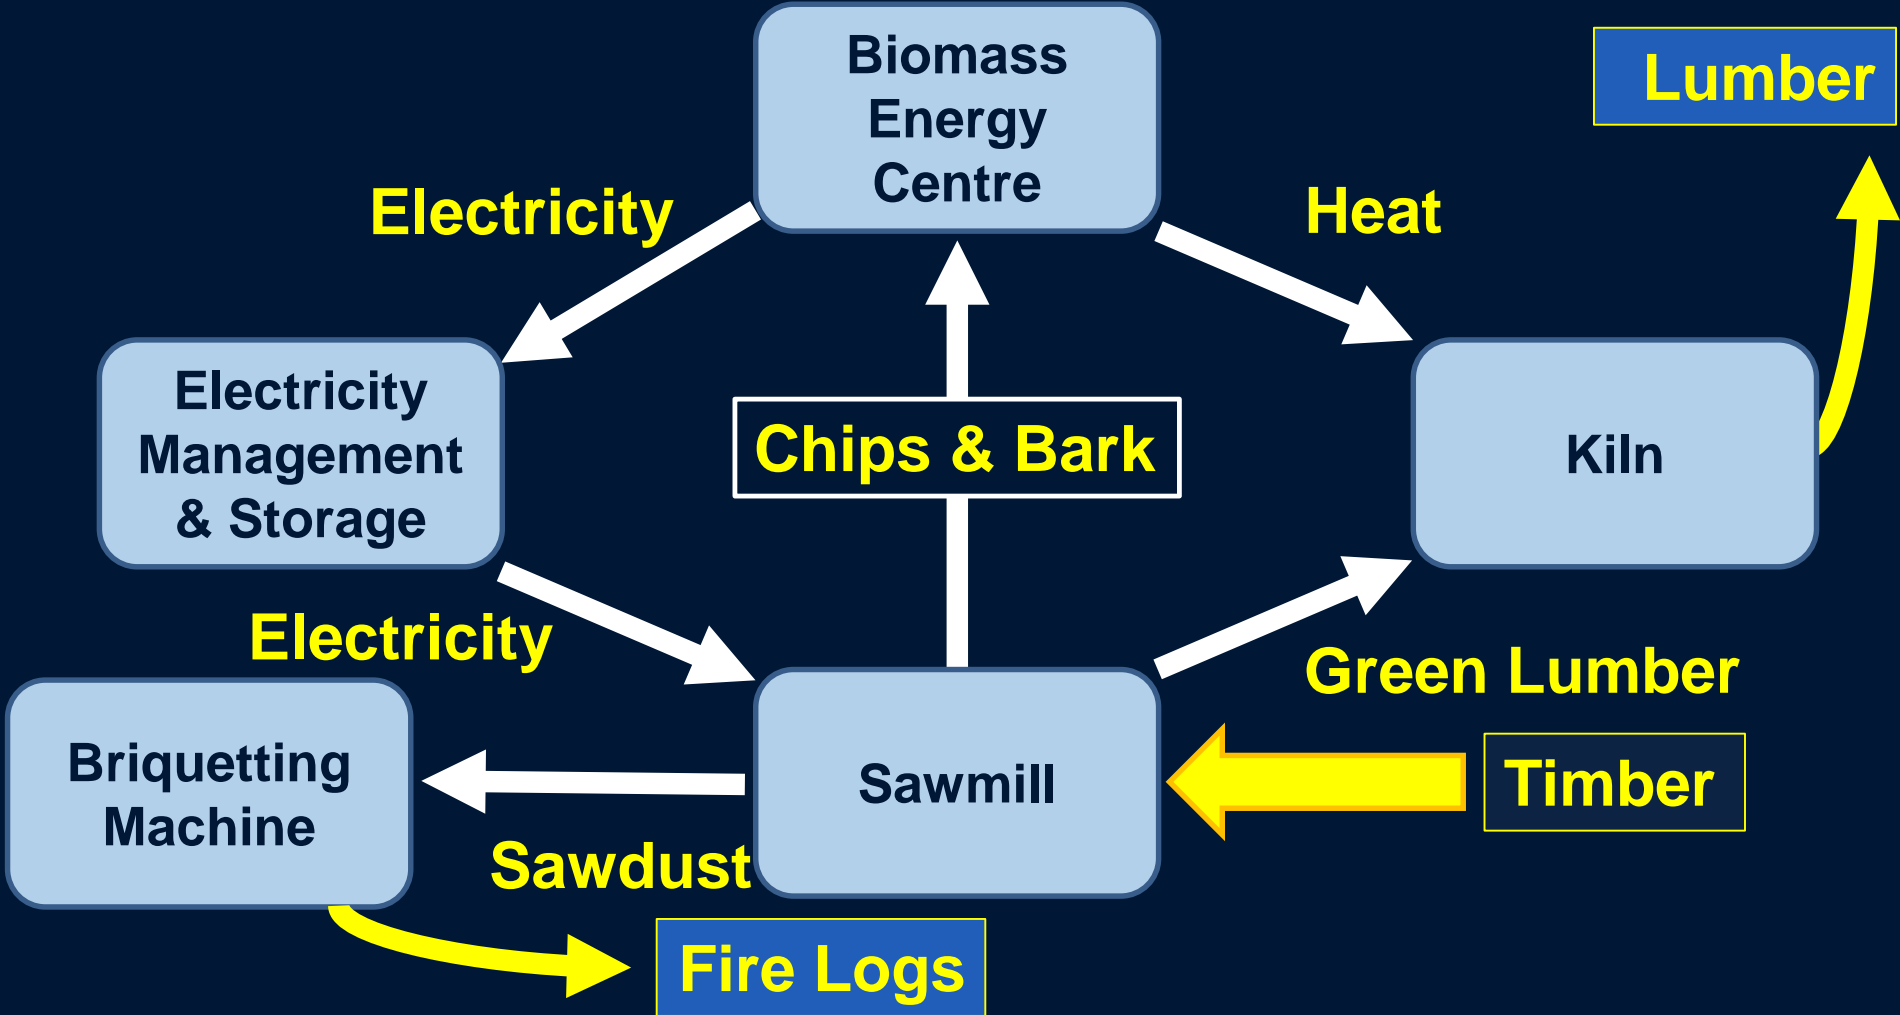 Biomass
Energy
Centre
Lumber
Electricity
Heat
Electricity
Management
& Storage
Chips & Bark
Kiln
Electricity
Green Lumber
Briquetting
Machine
Sawmill
Timber
Sawdust
Fire Logs